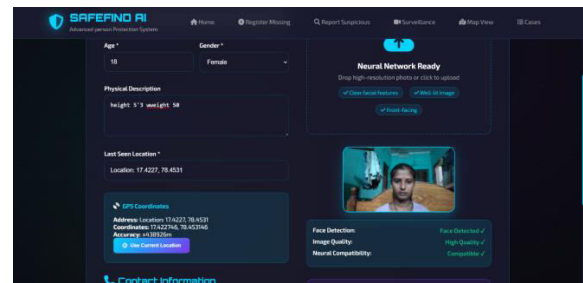 SAFEFIND AI
Advanced person Protection System
Home
Register Missing
Report Suspicious
Surveillance
Map View
Cases
Age *
Gender *
18
Female
Physical Description
height 5'3 wweight 50
Last Seen Location *
Location: 17.4227, 78.4531
GPS Coordinates
Address: Location: 17.4227, 78.4531
Coordinates: 17.422746, 78.453146
Accuracy: ±438926m
Use Current Location
Contact Information
Neural Network Ready
Drop high-resolution photo or click to upload
✓ Clear facial features
✓ Well-lit image
✓ Front-facing
Face Detection:
Face Detected ✓
Image Quality:
High Quality ✓
Neural Compatibility:
Compatible ✓